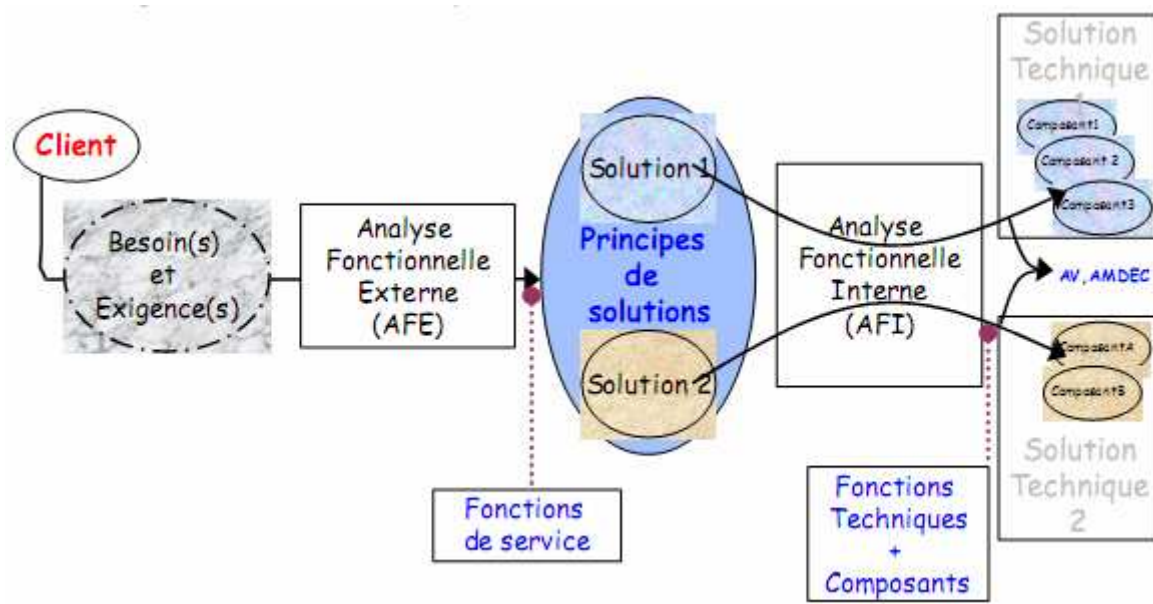 Client
Besoin(s)
et
Exigence(s)
Analyse
Fonctionnelle
Externe
(AFE)
Fonctions
de service
Solution 1
Principes
de
solutions
Solution 2
Analyse
Fonctionnelle
Interne
(AFI)
Fonctions
Techniques
+
Composants
Solution
Technique
1
Composant1
Composant 2
Composant3
AV, AMDEC
ComposantA
ComposantB
Solution
Technique
2